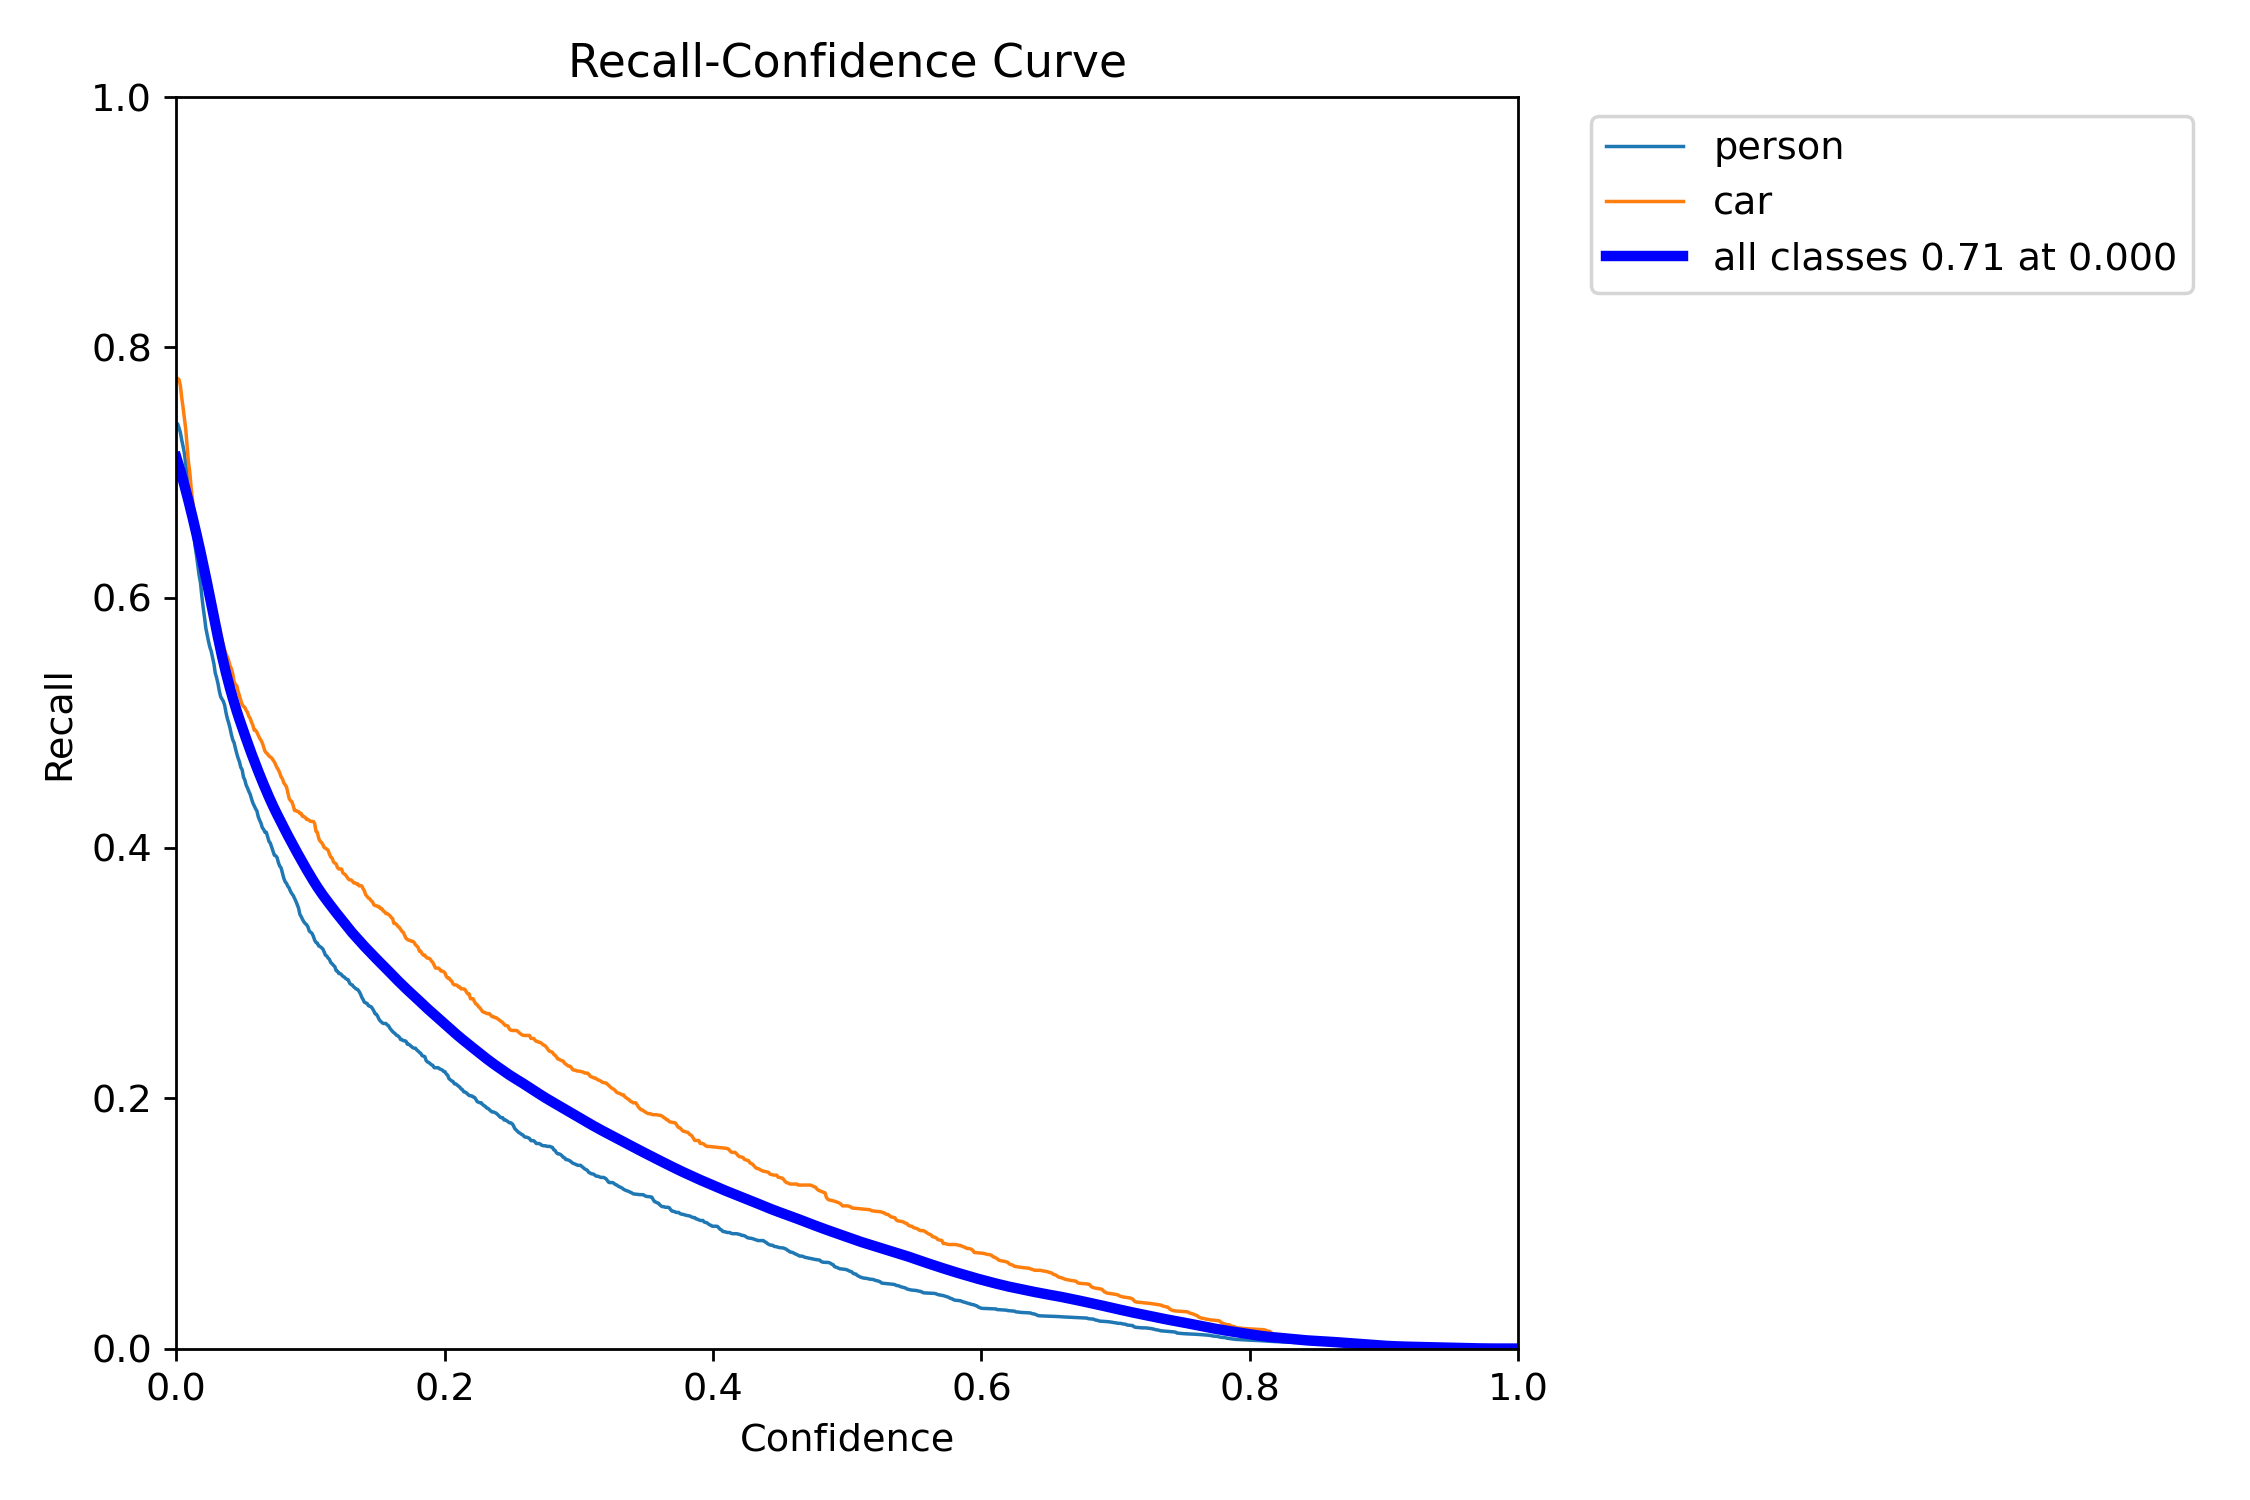 Recall-Confidence Curve
person
car
all classes 0.71 at 0.000
1.0
0.8
0.6
0.4
0.2
0.0
Recall
0.0 0.2 0.4 0.6 0.8 1.0
Confidence